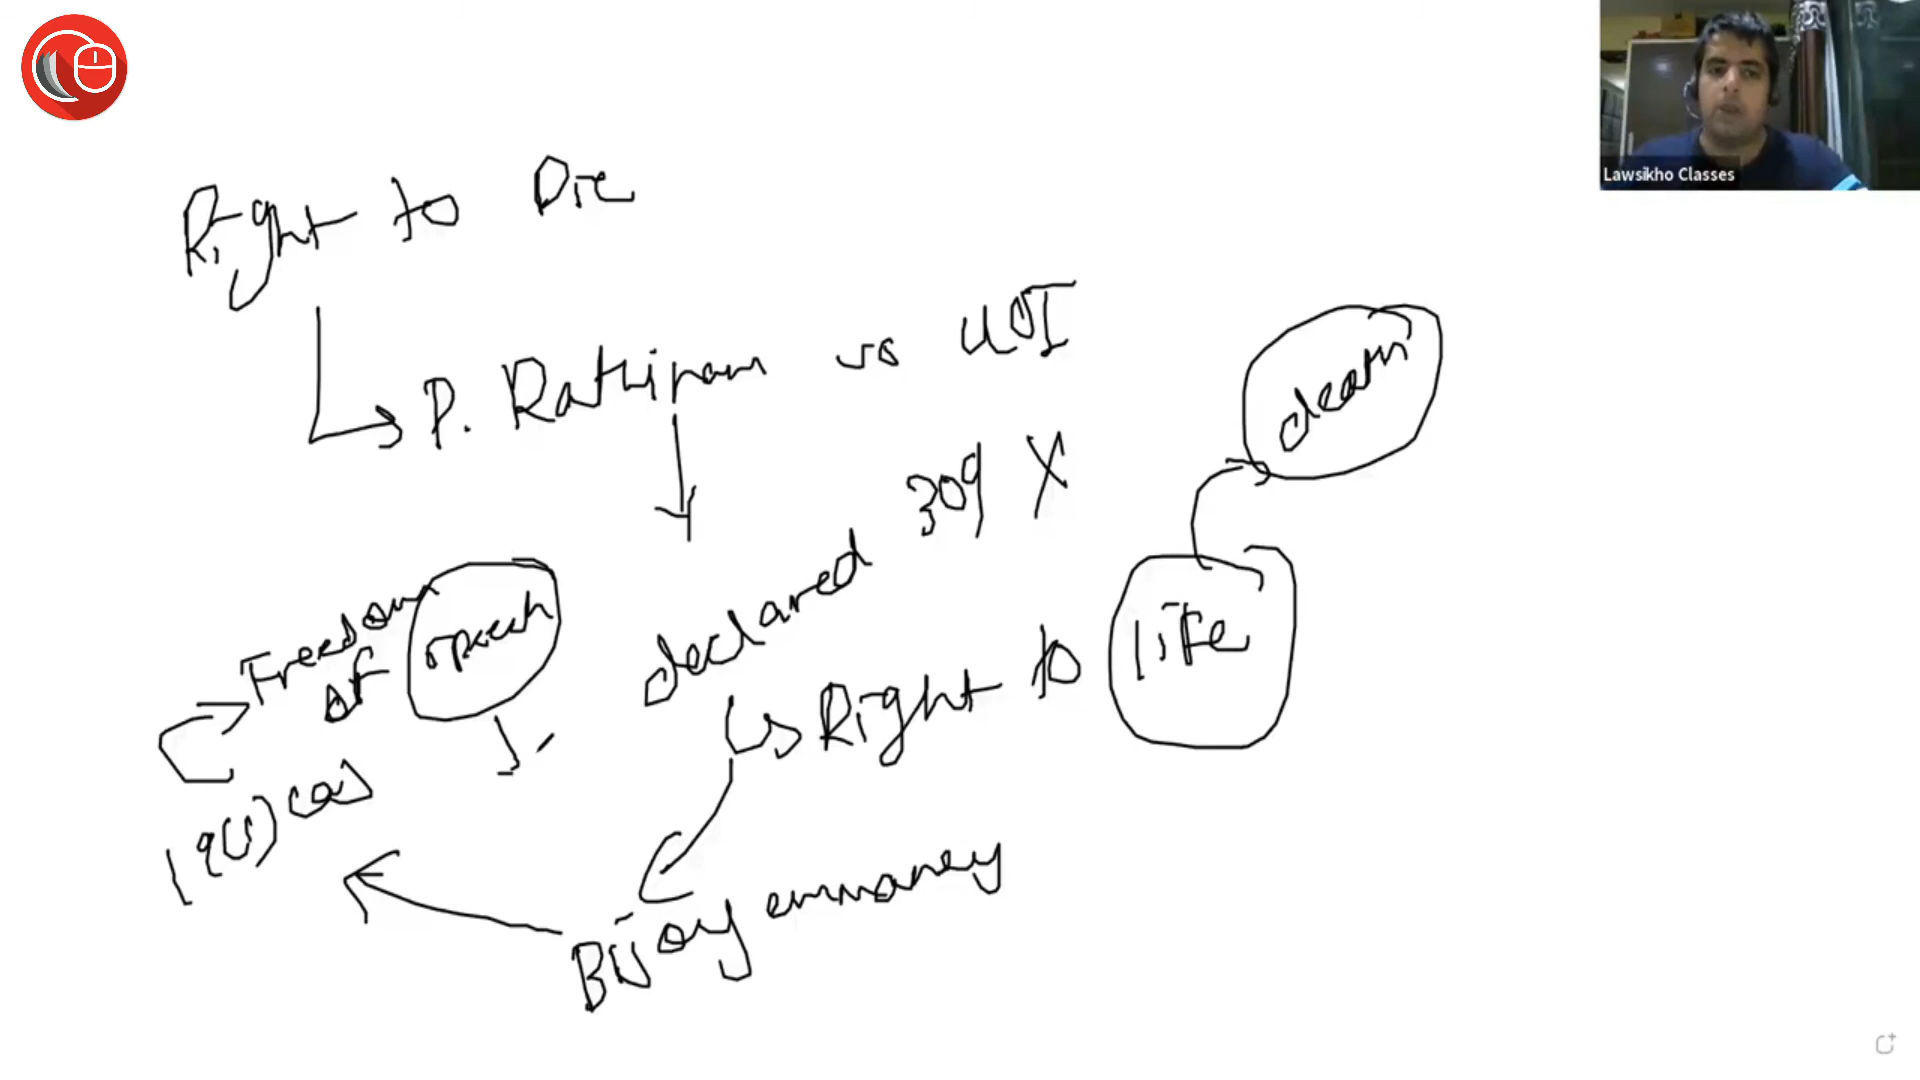 Lawsikho Classes
Right to Die
P. Rathinam vs UOI
death
declared 309 X
Right to life
Freedom
of speech
19(1)(a)
Bijoy emmaney